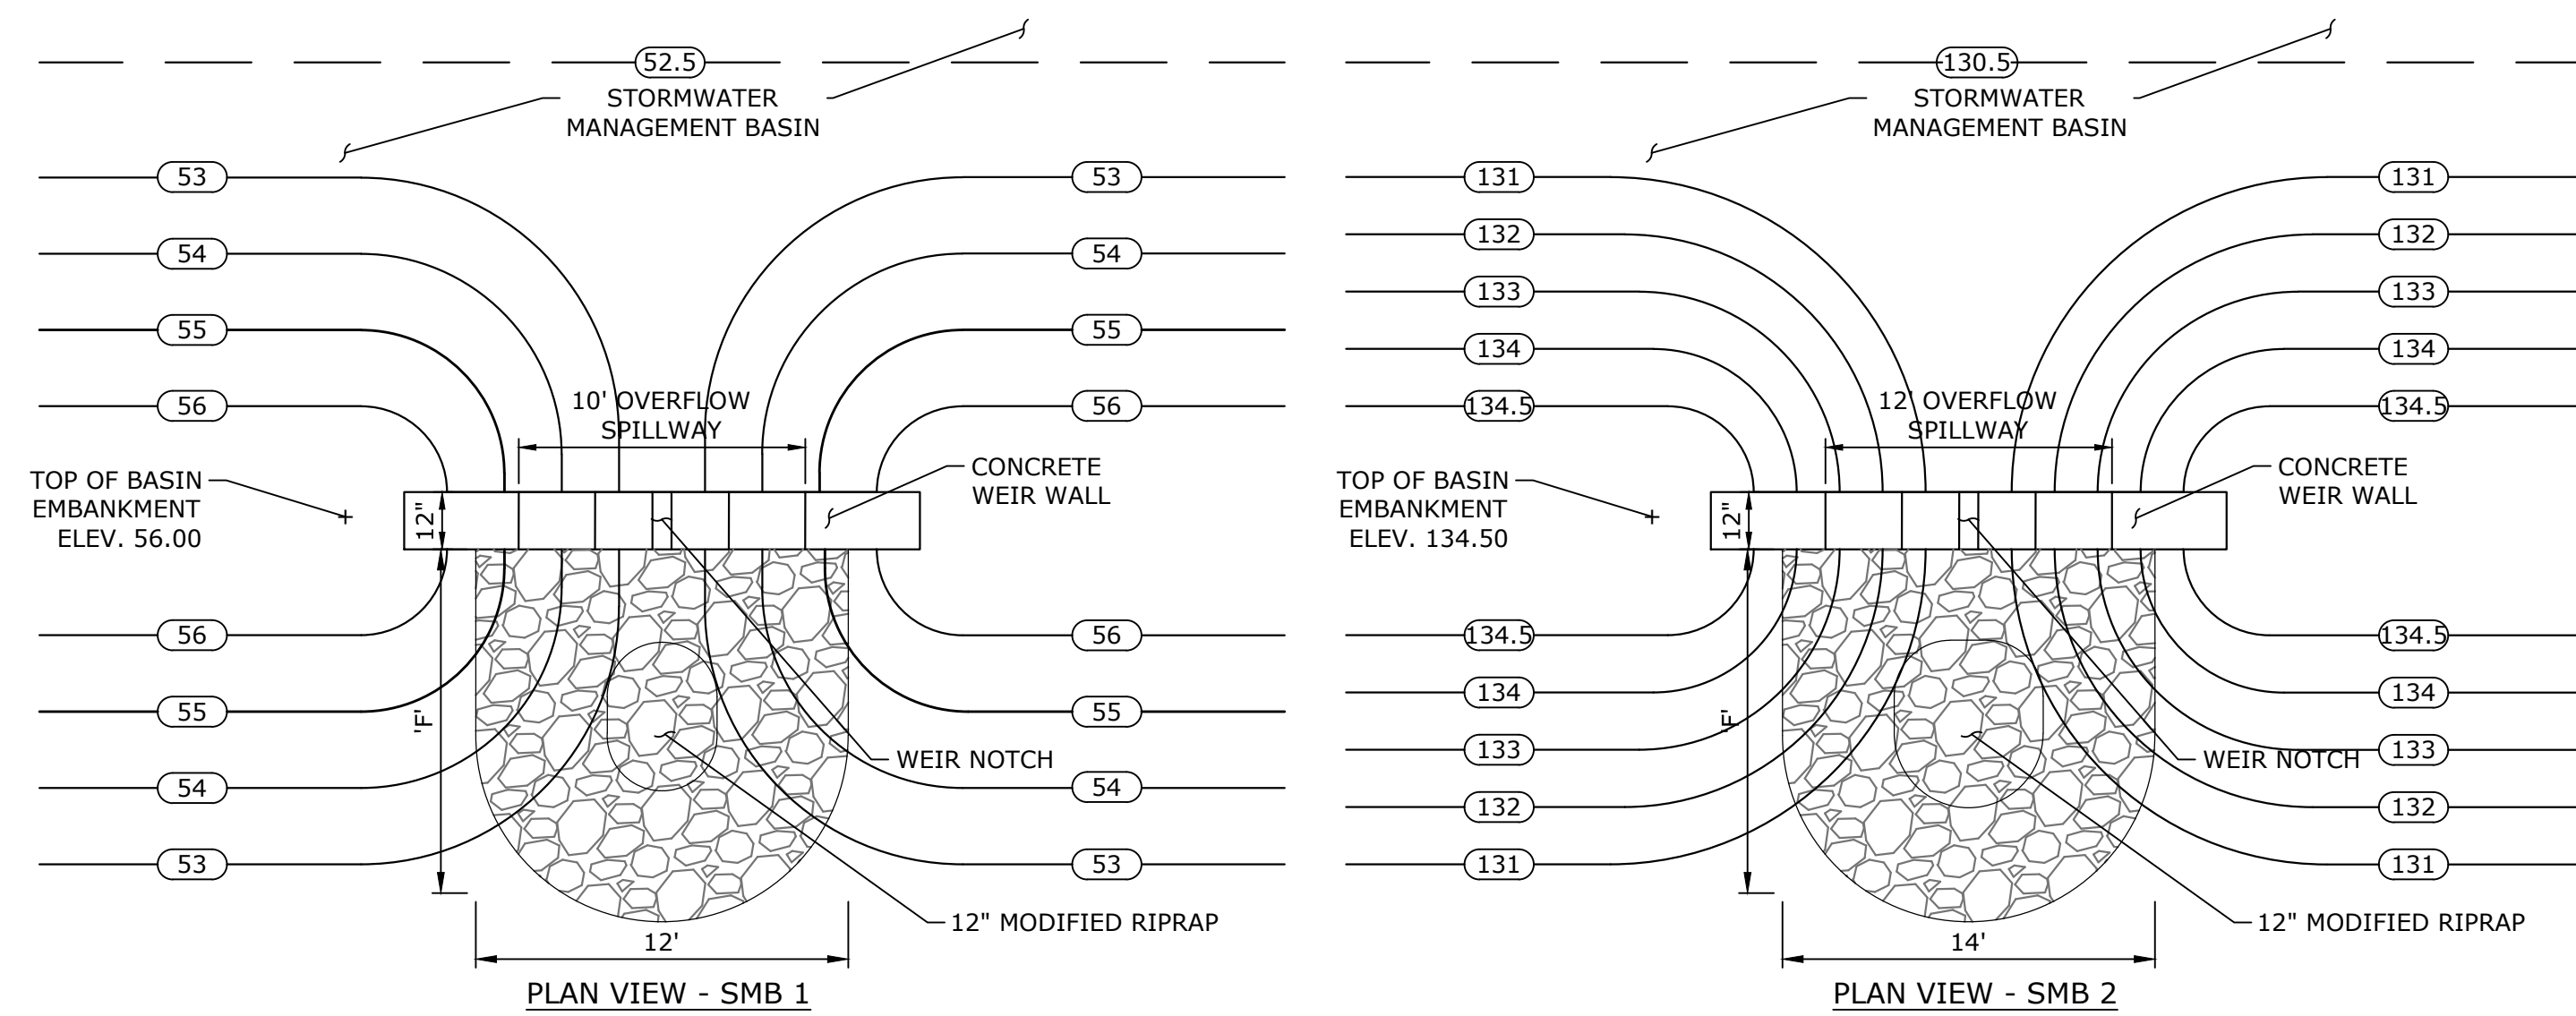 52.5
STORMWATER
MANAGEMENT BASIN
53
53
54
54
55
55
56
56
10' OVERFLOW
SPILLWAY
TOP OF BASIN
EMBANKMENT
ELEV. 56.00
12"
CONCRETE
WEIR WALL
56
56
'F'
55
55
WEIR NOTCH
54
54
53
53
12" MODIFIED RIPRAP
12'
PLAN VIEW - SMB 1
130.5
STORMWATER
MANAGEMENT BASIN
131
131
132
132
133
133
134
134
134.5
134.5
12' OVERFLOW
SPILLWAY
TOP OF BASIN
EMBANKMENT
ELEV. 134.50
12"
CONCRETE
WEIR WALL
134.5
134.5
134
134
'F'
133
133
WEIR NOTCH
132
132
131
131
12" MODIFIED RIPRAP
14'
PLAN VIEW - SMB 2